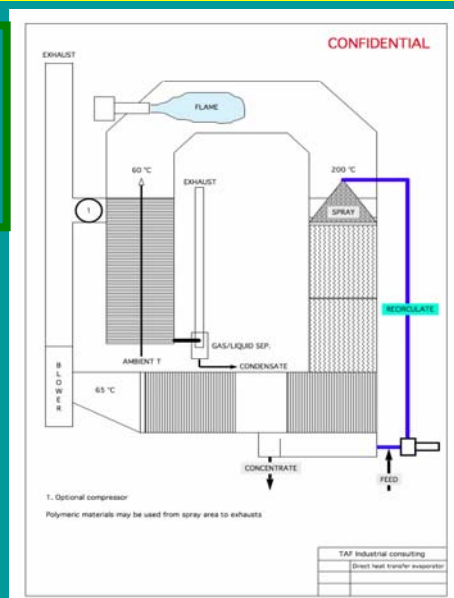 CONFIDENTIAL
EXHAUST
FLAME
60 °C
EXHAUST
200 °C
1
SPRAY
RECIRCULATE
GAS/LIQUID SEP.
AMBIENT T
CONDENSATE
BLOWER
65 °C
CONCENTRATE
FEED
1. Optional compressor
Polymeric materials may be used from spray area to exhausts
TAF Industrial consulting
Direct heat transfer evaporator